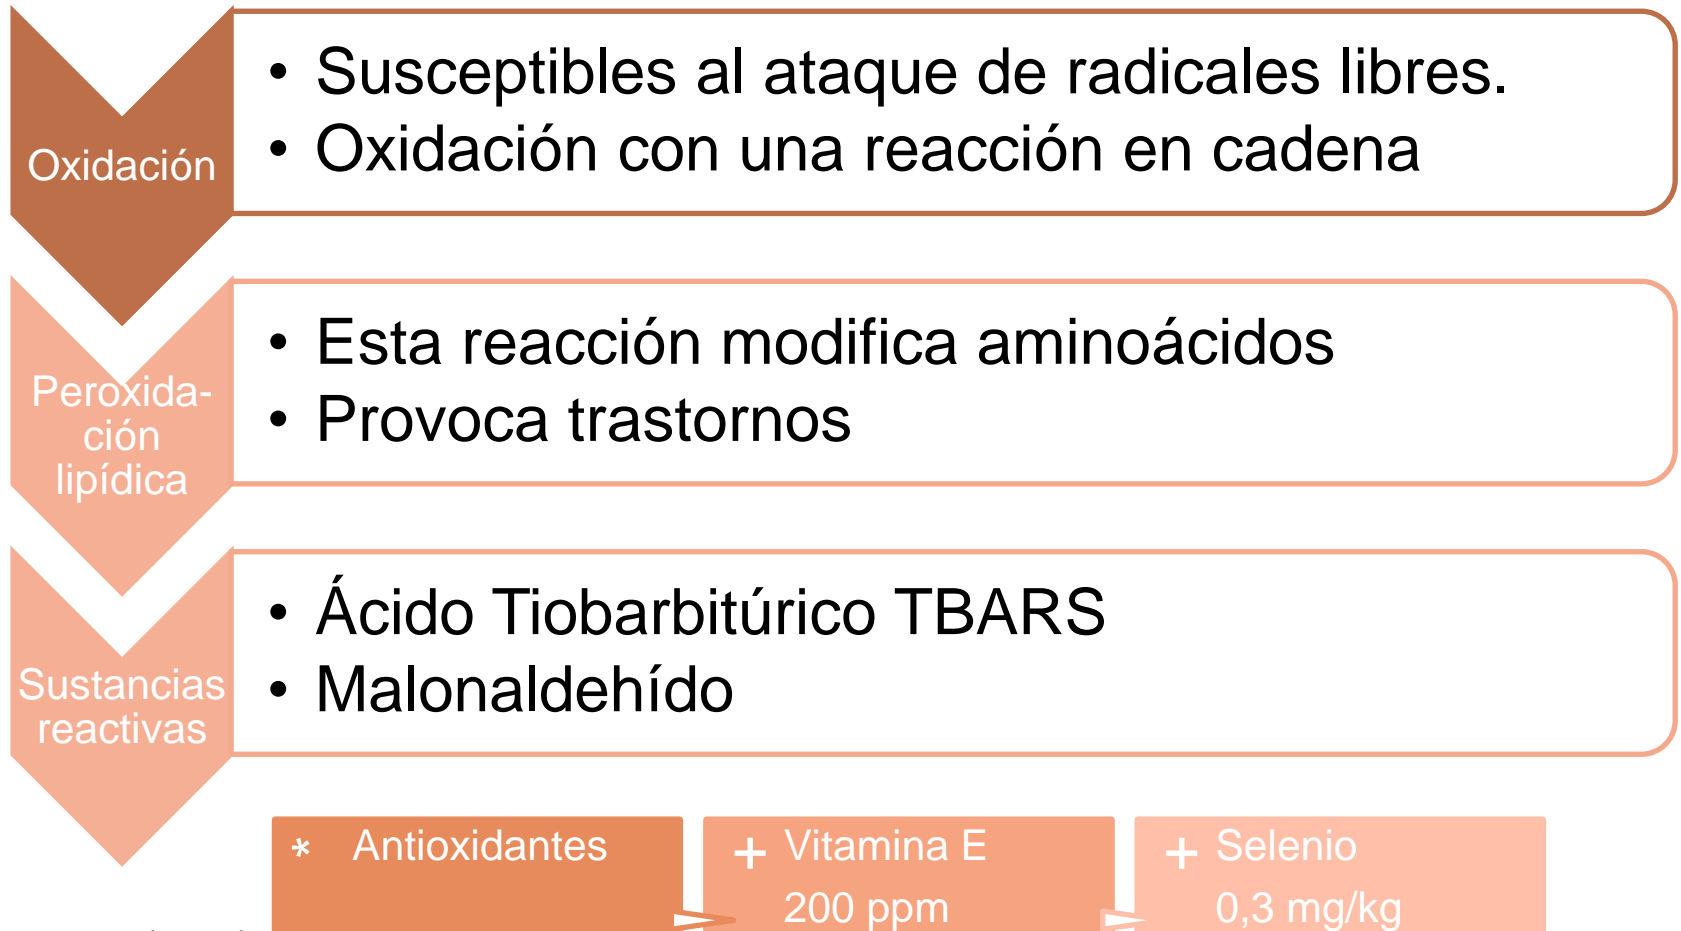 Oxidación
• Susceptibles al ataque de radicales libres.
• Oxidación con una reacción en cadena
Peroxida-
ción
lipídica
• Esta reacción modifica aminoácidos
• Provoca trastornos
Sustancias
reactivas
• Ácido Tiobarbitúrico TBARS
• Malonaldehído
* Antioxidantes
+ Vitamina E
200 ppm
+ Selenio
0,3 mg/kg